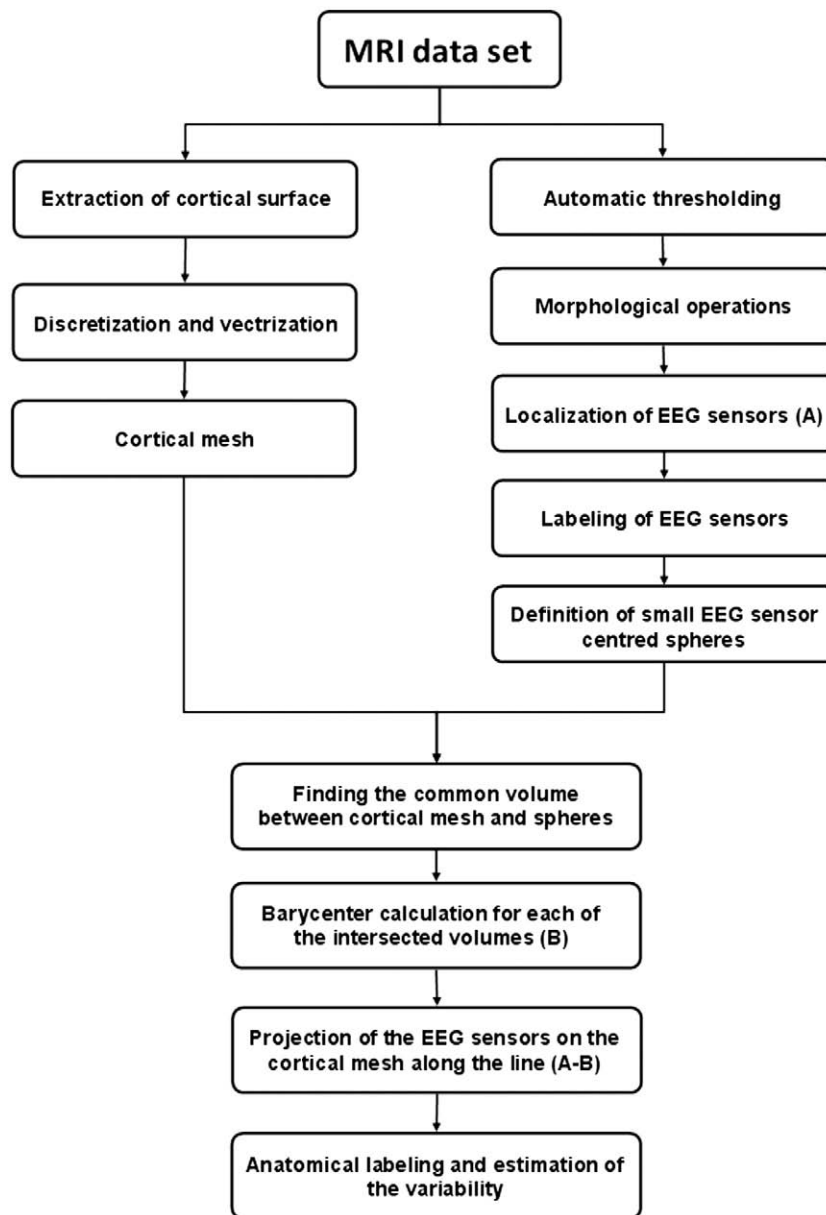 MRI data set
Extraction of cortical surface
Discretization and vectrization
Cortical mesh
Automatic thresholding
Morphological operations
Localization of EEG sensors (A)
Labeling of EEG sensors
Definition of small EEG sensor
centred spheres
Finding the common volume
between cortical mesh and spheres
Barycenter calculation for each of
the intersected volumes (B)
Projection of the EEG sensors on the
cortical mesh along the line (A-B)
Anatomical labeling and estimation of
the variability